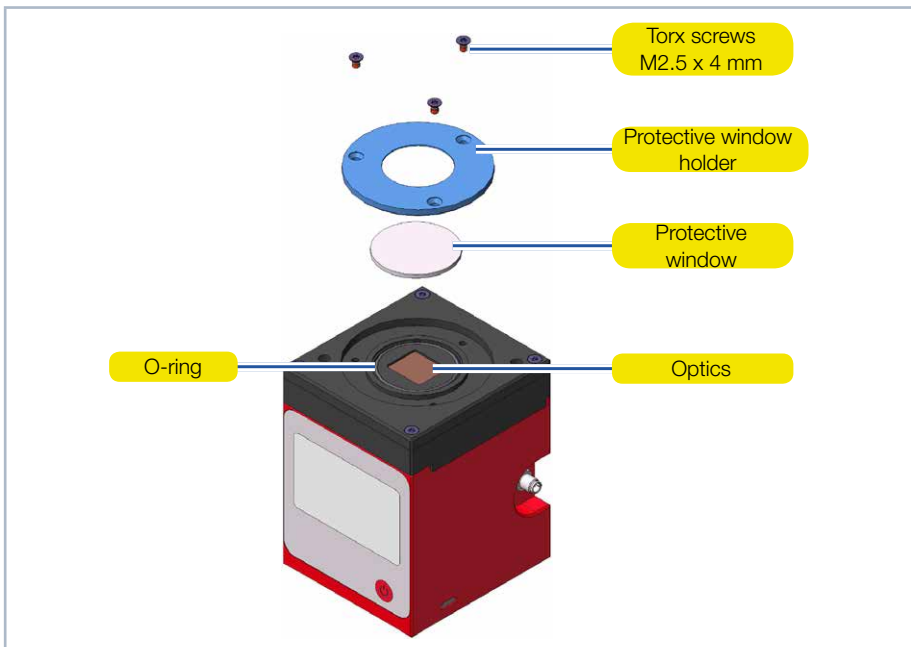 Torx screws
M2.5 x 4 mm
Protective window
holder
Protective
window
O-ring
Optics